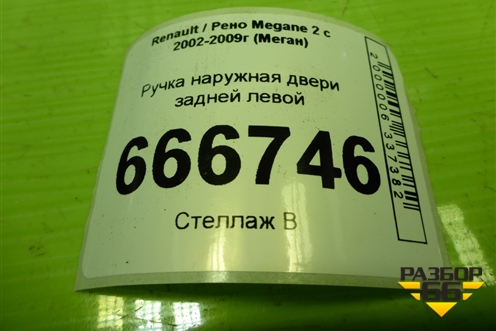 Renault / Рено Megane 2 с
2002-2009г (Меган)
Ручка наружная двери
задней левой
666746
Стеллаж В
2000006337382
РАЗБОР
66